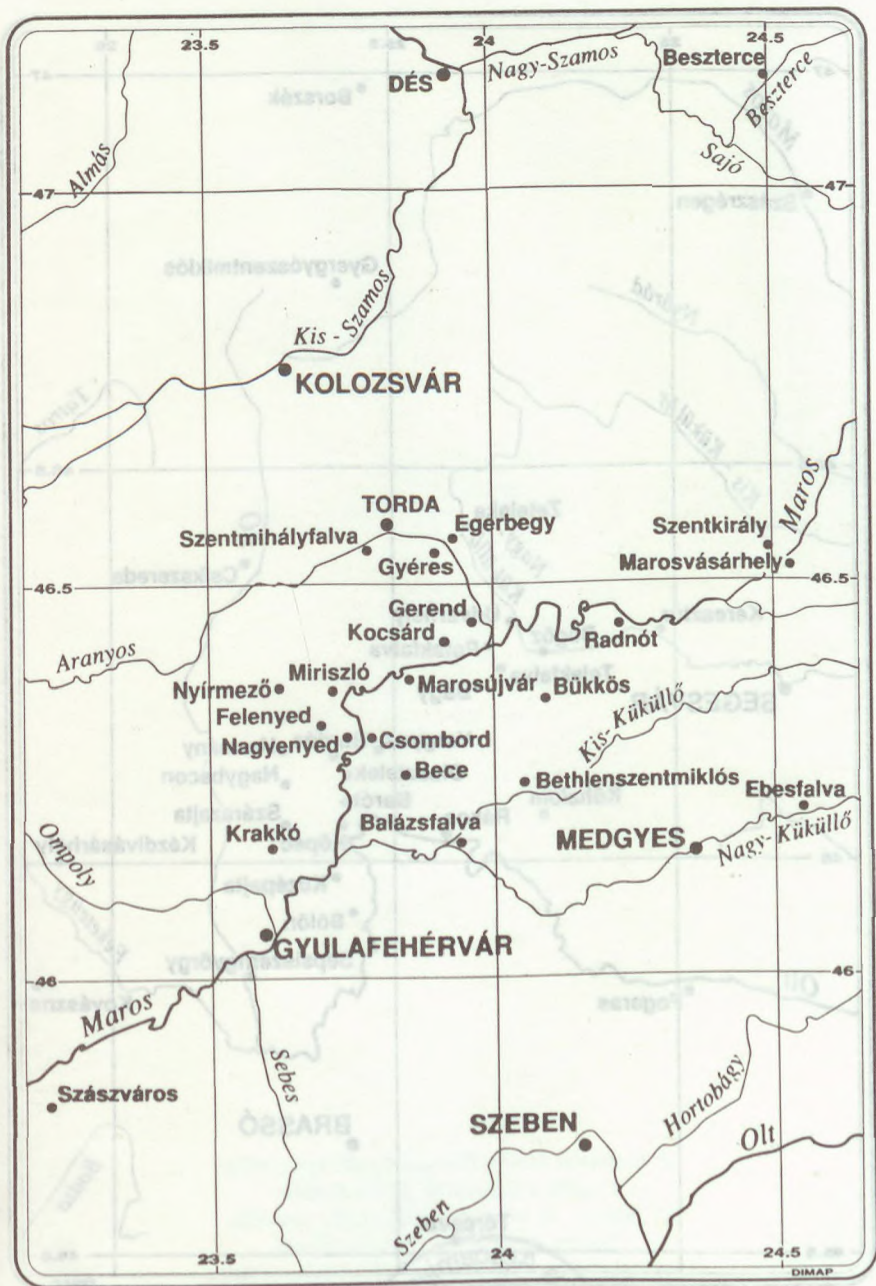 23.5
24
24.5
Nagy-Szamos
Beszterce
DÉS
Beszterce
Almás
Sajó
47
47
Kis - Szamos
KOLOZSVÁR
Maros
TORDA
Egerbegy
Szentkirály
Szentmihályfalva
Gyéres
Marosvásárhely
46.5
46.5
Gerend
Kocsárd
Radnót
Aranyos
Miriszló
Nyírmező
Marosújvár
Bükkös
Felenyed
Kis-Küküllő
Nagyenyed
Csombord
Bece
Bethlenszentmiklós
Ebesfalva
Krakkó
Balázsfalva
MEDGYES
Nagy-Küküllő
Ompoly
GYULAFEHÉRVÁR
46
46
Maros
Sebes
Hortobágy
Szászváros
SZEBEN
Olt
Szeben
23.5
24
24.5
DIMAP